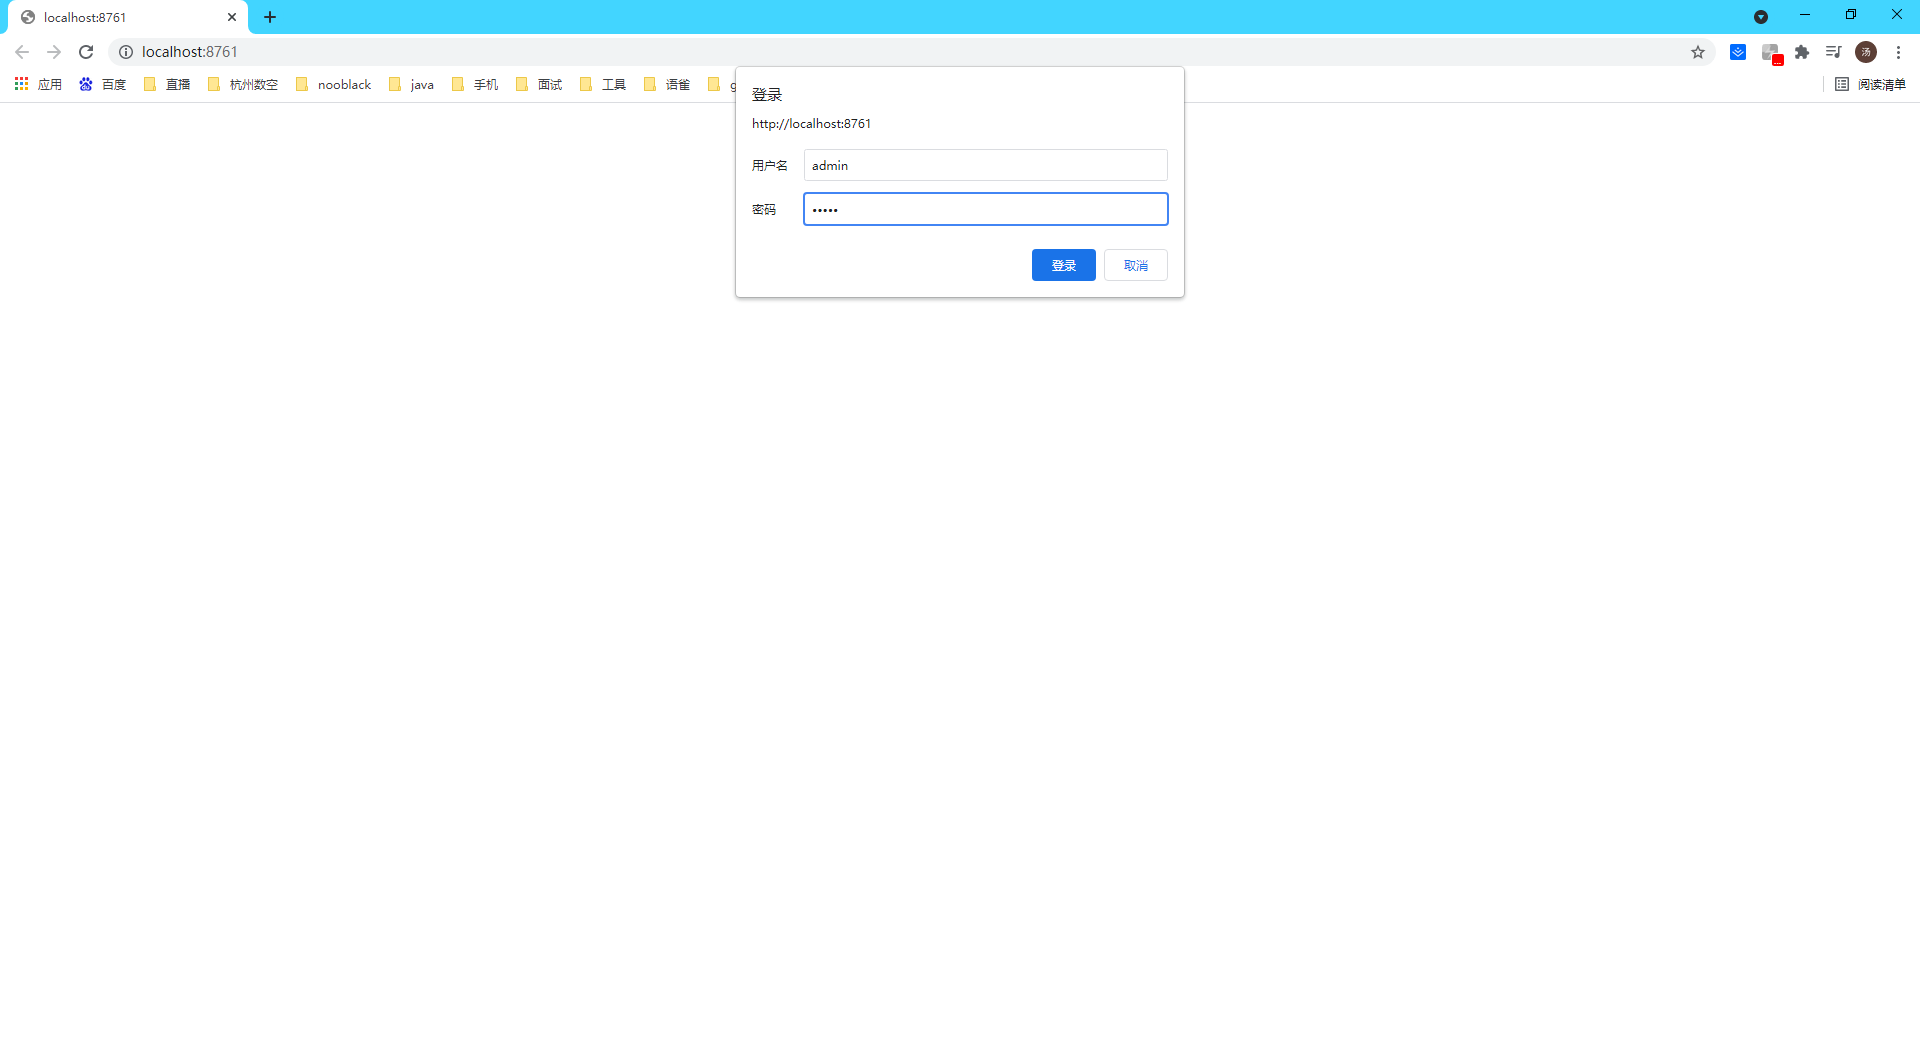 localhost:8761
localhost:8761
汤
应用 百度 直播 杭州数空 nooblack java 手机 面试 工具 语雀 g 阅读清单
登录
http://localhost:8761
用户名 admin
密码 •••••
登录 取消